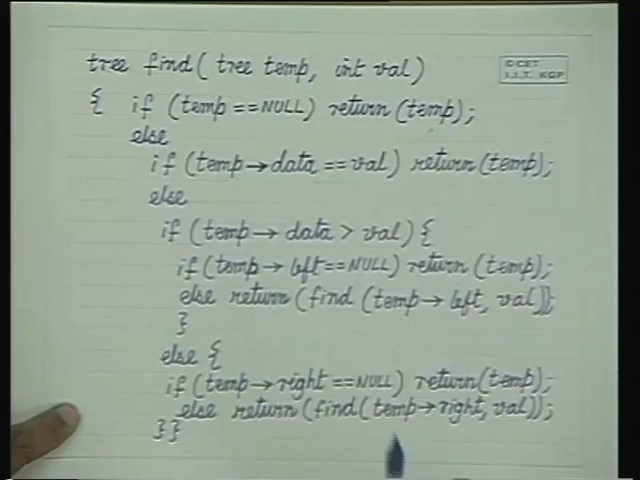 tree find( tree temp, int val)
© CET
I.I.T. KGP
{ if (temp == NULL) return (temp);
else
if (temp → data == val) return (temp);
else
if (temp → data > val) {
if (temp → left == NULL) return (temp);
else return (find (temp → left, val));
}
else {
if (temp → right == NULL) return (temp);
else return (find (temp → right, val));
}}